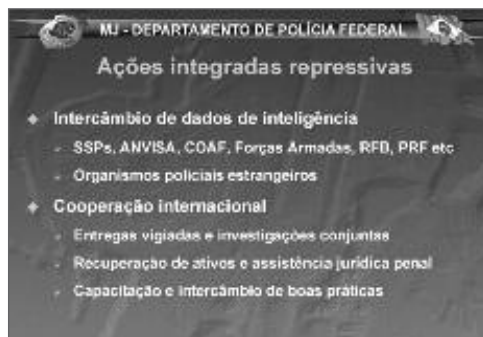 MJ - DEPARTAMENTO DE POLÍCIA FEDERAL
Ações integradas repressivas
Intercâmbio de dados de inteligência
SSPs, ANVISA, COAF, Forças Armadas, RFB, PRF etc
Organismos policiais estrangeiros
Cooperação internacional
Entregas vigiadas e investigações conjuntas
Recuperação de ativos e assistência jurídica penal
Capacitação e intercâmbio de boas práticas